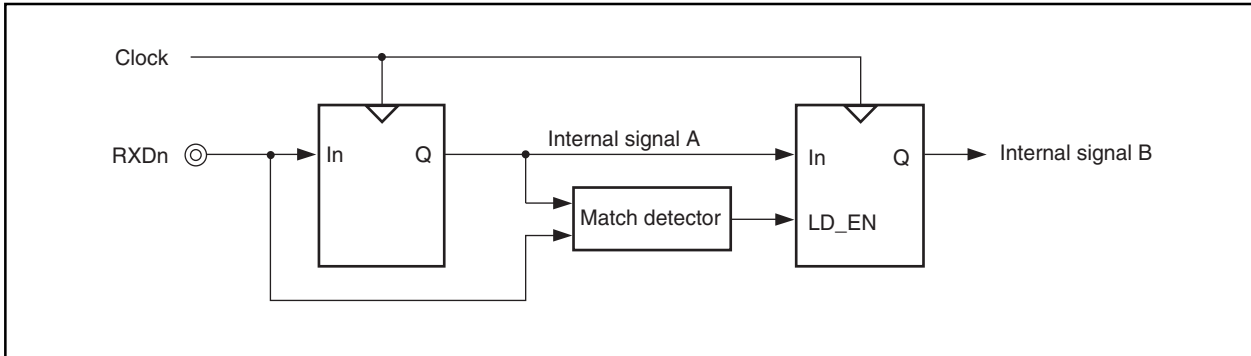 Clock
RXDn
In
Q
Internal signal A
Match detector
In
Q
LD_EN
Internal signal B